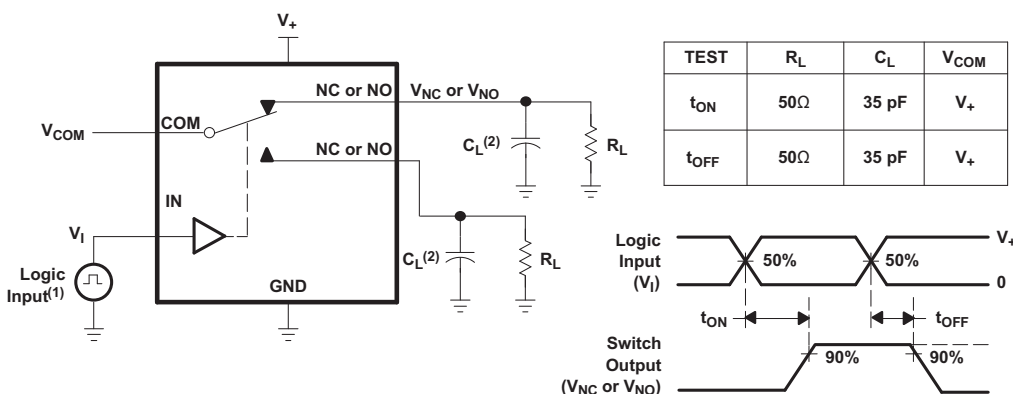 V+
NC or NO
VNC or VNO
VCOM
COM
CL(2)
RL
NC or NO
IN
VI
CL(2)
RL
Logic
Input(1)
GND
TEST RL CL VCOM
tON 50Ω 35 pF V+
tOFF 50Ω 35 pF V+
Logic
Input
(VI)
50%
50%
V+
0
tON
tOFF
Switch
Output
(VNC or VNO)
90%
90%